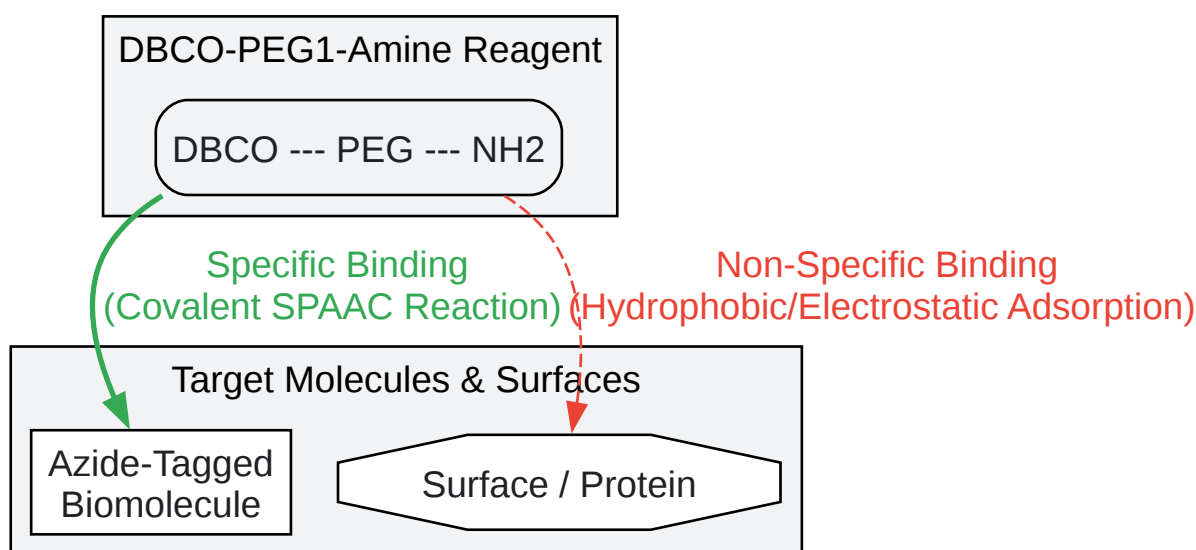 DBCO-PEG1-Amine Reagent
DBCO --- PEG --- NH2
Specific Binding
(Covalent SPAAC Reaction)
Non-Specific Binding
(Hydrophobic/Electrostatic Adsorption)
Target Molecules & Surfaces
Azide-Tagged
Biomolecule
Surface / Protein